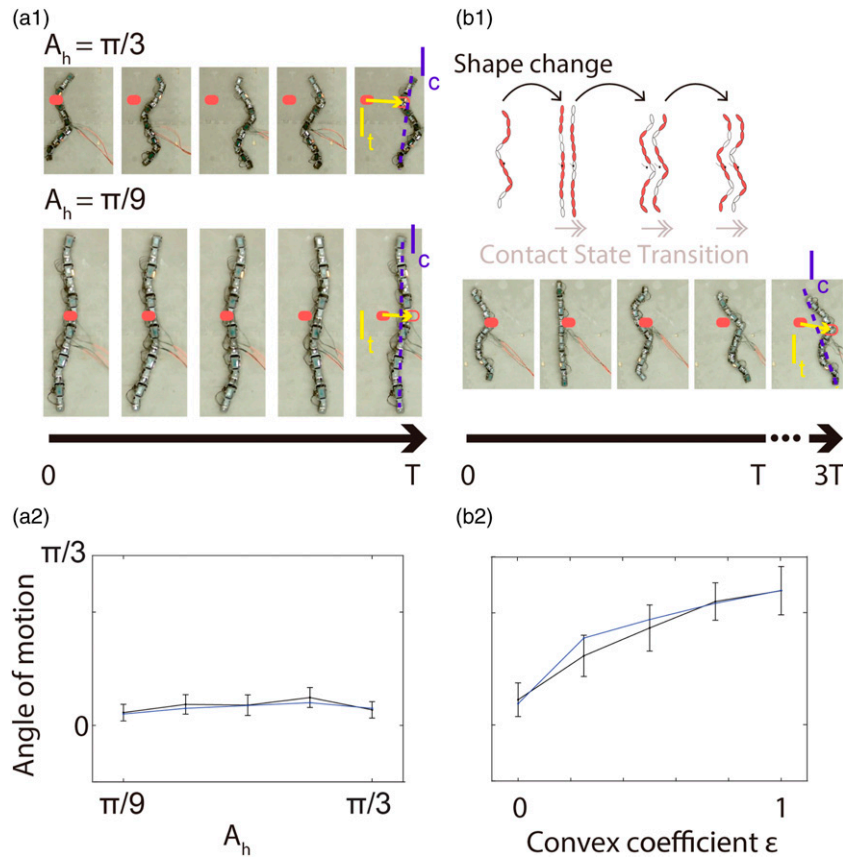 (a1)
A_h = π/3
c
t
A_h = π/9
c
t
0
T
(b1)
Shape change
Contact State Transition
c
t
0
T
3T
(a2)
π/3
Angle of motion
0
π/9
π/3
A_h
(b2)
0
1
Convex coefficient ε